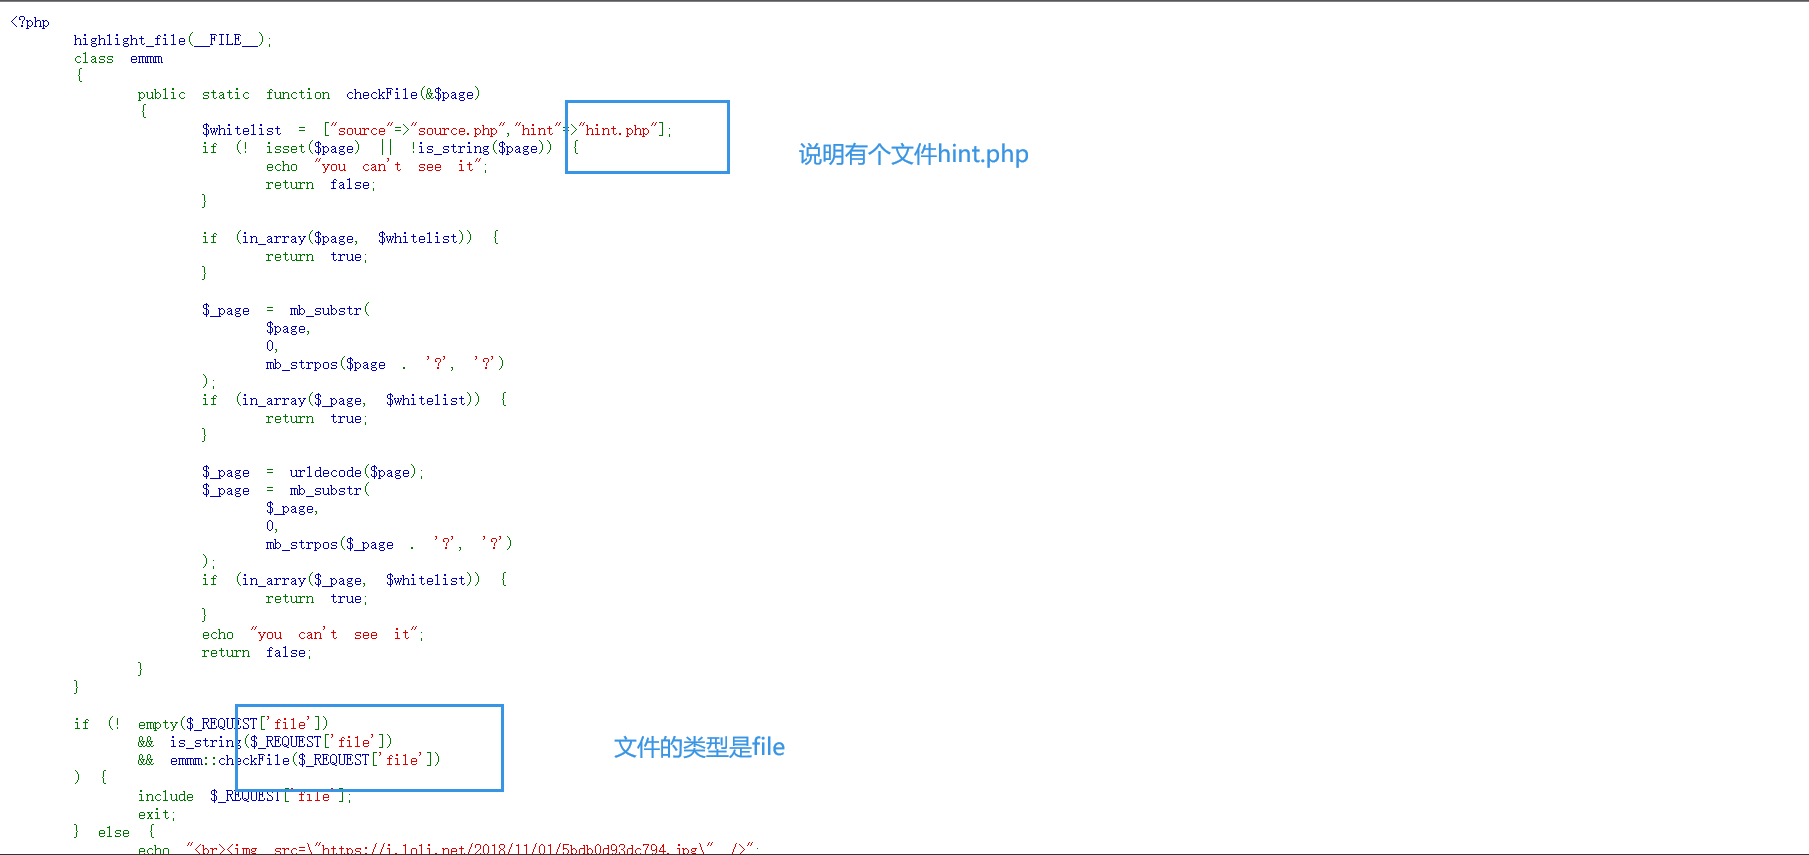 <?php
highlight_file(__FILE__);
class emmm
{
public static function checkFile(&$page)
{
$whitelist = ["source"=>"source.php","hint"=>"hint.php"];
if (! isset($page) || !is_string($page)) {
说明有个文件hint.php
echo "you can't see it";
return false;
}
if (in_array($page, $whitelist)) {
return true;
}
$_page = mb_substr(
$page,
0,
mb_strpos($page . '?', '?')
);
if (in_array($_page, $whitelist)) {
return true;
}
$_page = urldecode($page);
$_page = mb_substr(
$_page,
0,
mb_strpos($_page . '?', '?')
);
if (in_array($_page, $whitelist)) {
return true;
}
echo "you can't see it";
return false;
}
}
if (! empty($_REQUEST['file'])
&& is_string($_REQUEST['file'])
文件的类型是file
&& emmm::checkFile($_REQUEST['file'])
) {
include $_REQUEST['file'];
exit;
} else {
echo "<br><img src=\"https://i.loli.net/2018/11/01/5bdb0d93dc794.jpg\" />";